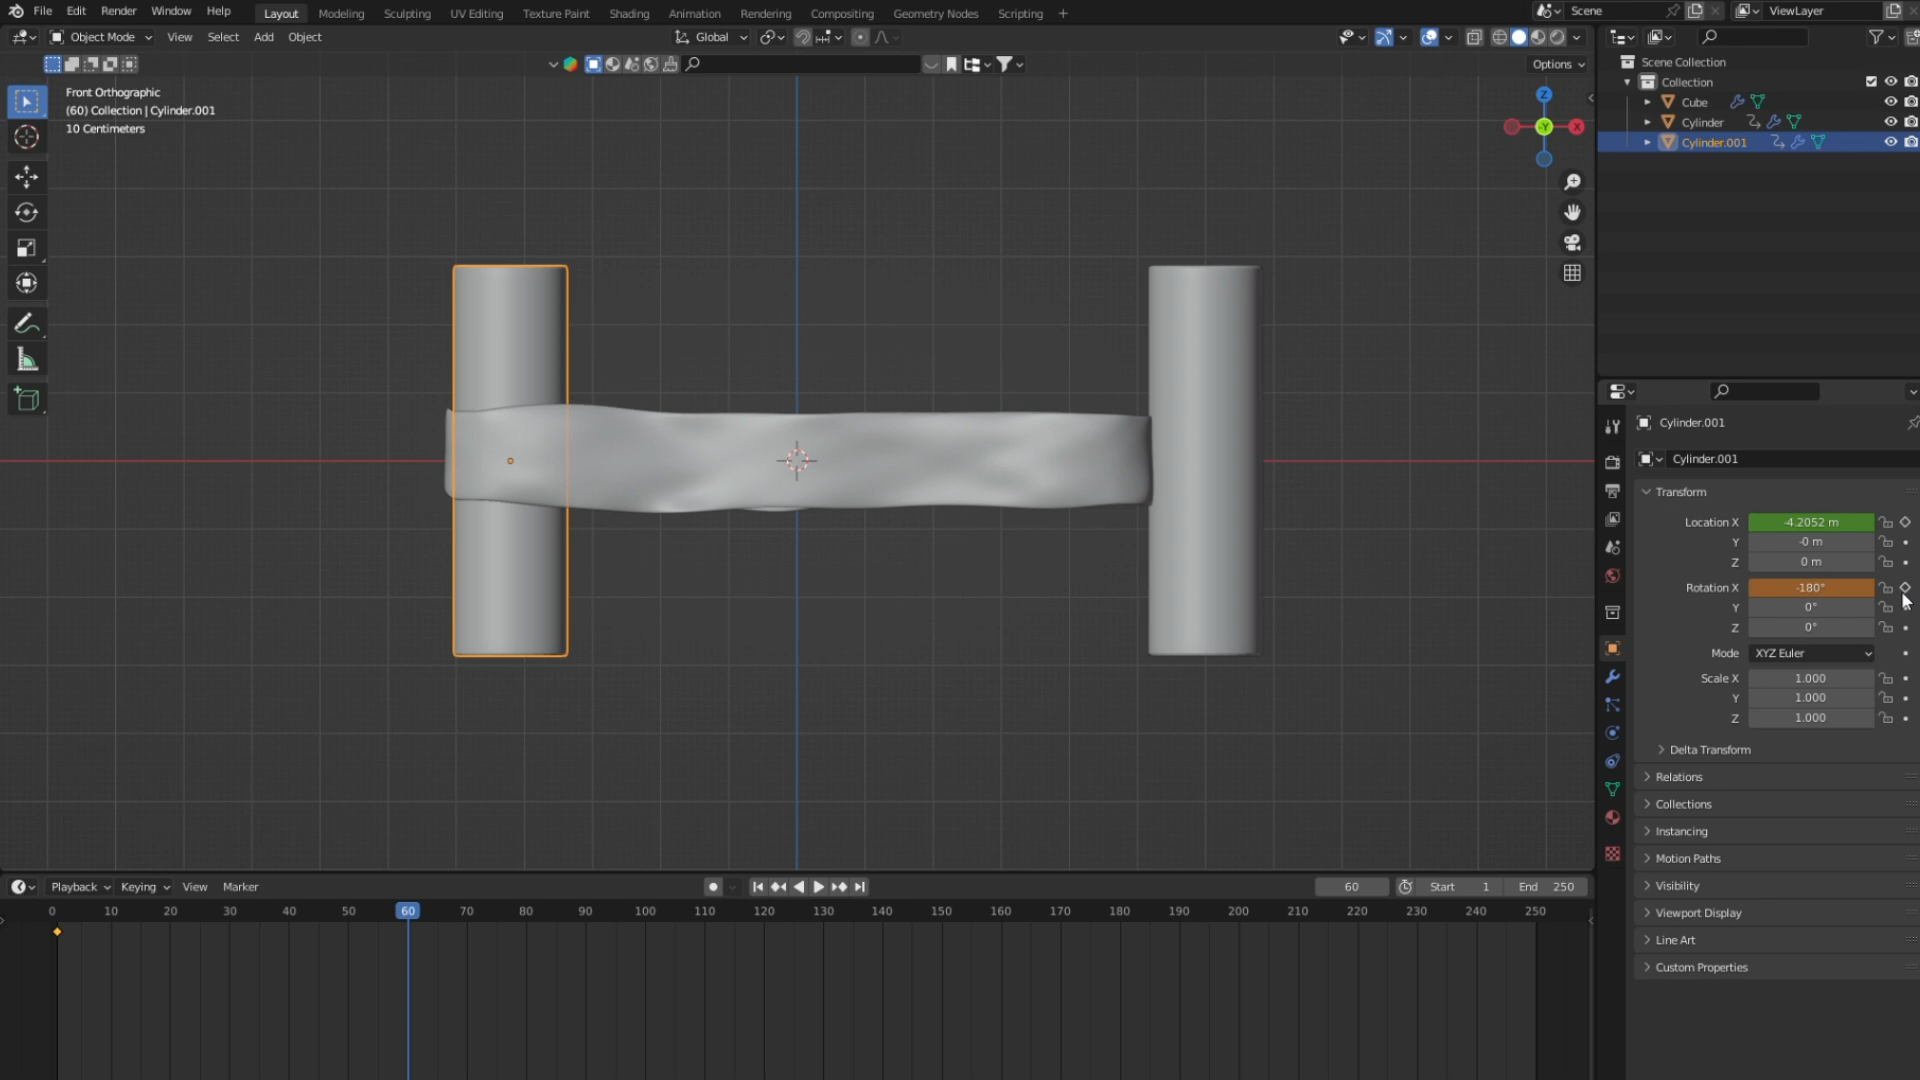 File Edit Render Window Help Layout Modeling Sculpting UV Editing Texture Paint Shading Animation Rendering Compositing Geometry Nodes Scripting + Scene ViewLayer
Object Mode View Select Add Object Global
Options
Front Orthographic
(60) Collection | Cylinder.001
10 Centimeters
Z
Y
X
Scene Collection
Collection
Cube
Cylinder
Cylinder.001
Cylinder.001
Cylinder.001
Transform
Location X -4.2052 m
Y -0 m
Z 0 m
Rotation X -180°
Y 0°
Z 0°
Mode XYZ Euler
Scale X 1.000
Y 1.000
Z 1.000
Delta Transform
Relations
Collections
Instancing
Motion Paths
Visibility
Viewport Display
Line Art
Custom Properties
Playback Keying View Marker 60 Start 1 End 250
0 10 20 30 40 50 60 70 80 90 100 110 120 130 140 150 160 170 180 190 200 210 220 230 240 250